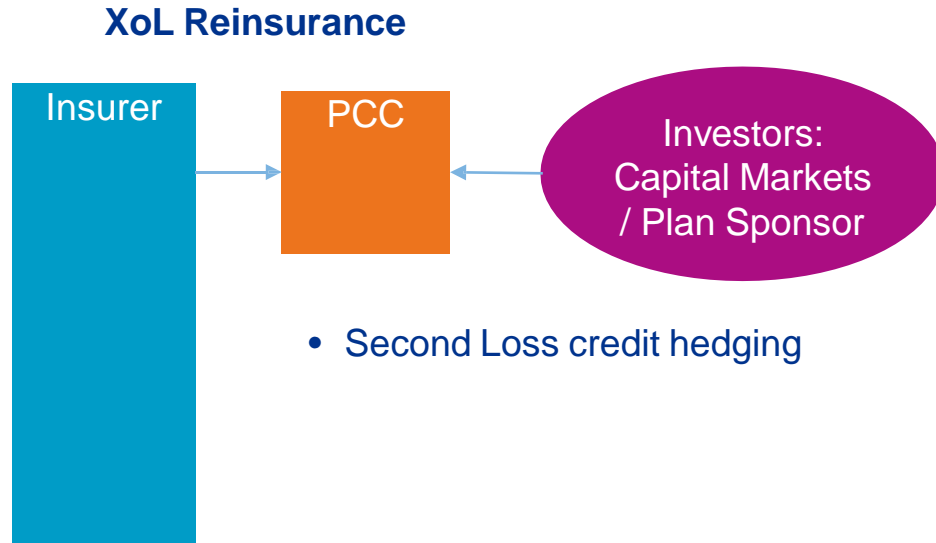 XoL Reinsurance
Insurer
PCC
Investors:
Capital Markets
/ Plan Sponsor
• Second Loss credit hedging